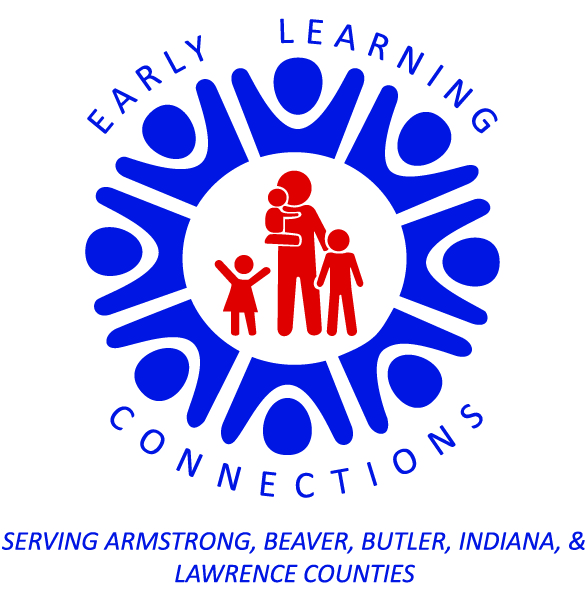 EARLY LEARNING
CONNECTIONS
SERVING ARMSTRONG, BEAVER, BUTLER, INDIANA, &
LAWRENCE COUNTIES